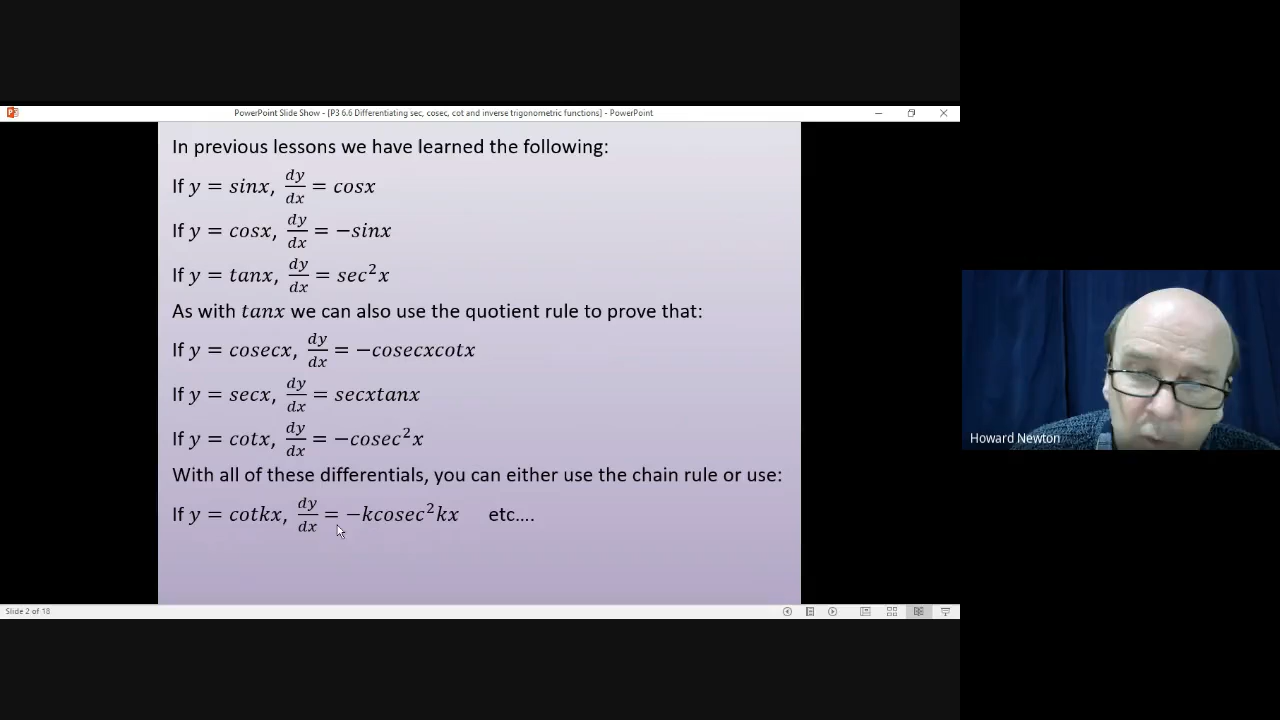 PowerPoint Slide Show - [P3 6.6 Differentiating sec, cosec, cot and inverse trigonometric functions] - PowerPoint
In previous lessons we have learned the following:
If y = sinx, dy/dx = cosx
If y = cosx, dy/dx = −sinx
If y = tanx, dy/dx = sec²x
As with tanx we can also use the quotient rule to prove that:
If y = cosecx, dy/dx = −cosecxcotx
If y = secx, dy/dx = secxtanx
If y = cotx, dy/dx = −cosec²x
With all of these differentials, you can either use the chain rule or use:
If y = cotkx, dy/dx = −kcosec²kx etc....
Slide 2 of 18
Howard Newton